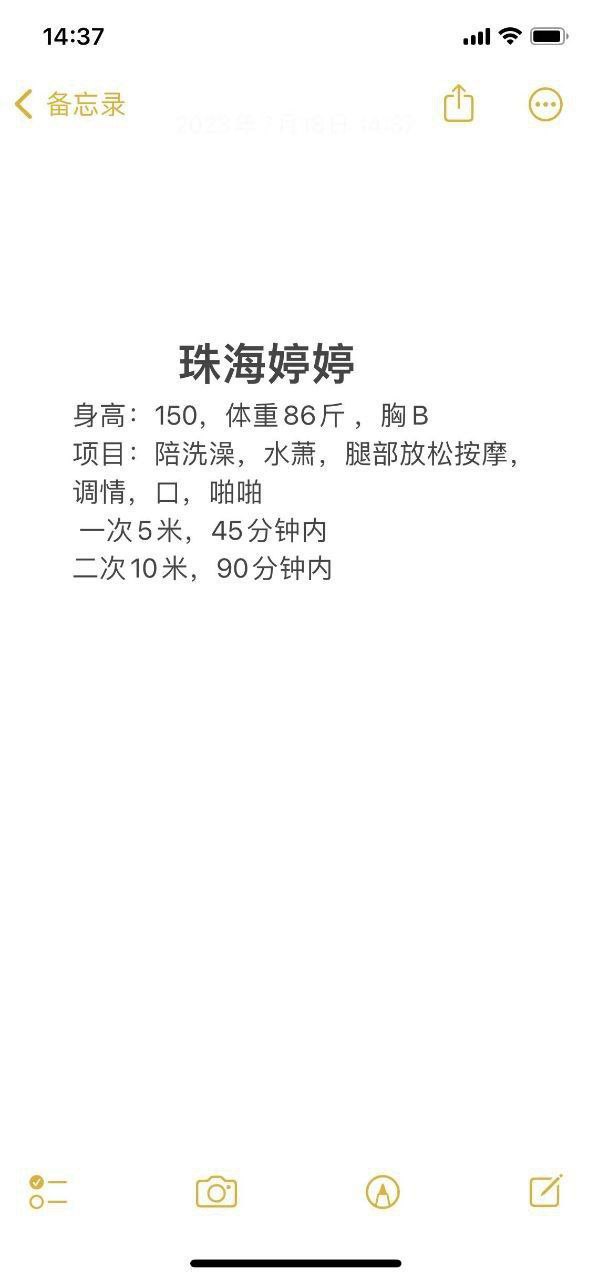 14:37
备忘录
2023年7月18日 14:37
珠海婷婷
身高：150，体重86斤 ，胸B
项目：陪洗澡，水萧，腿部放松按摩，
调情，口，啪啪
一次5米，45分钟内
二次10米，90分钟内